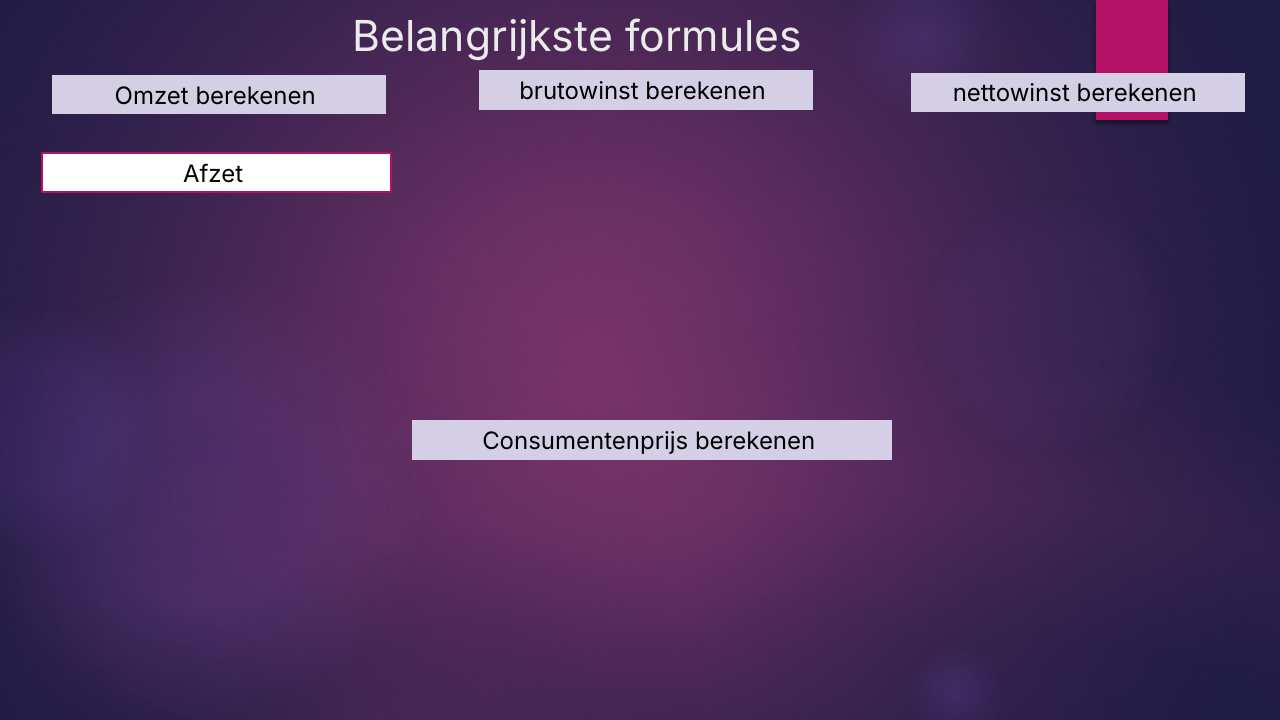 Belangrijkste formules
Omzet berekenen
brutowinst berekenen
nettowinst berekenen
Afzet
Consumentenprijs berekenen